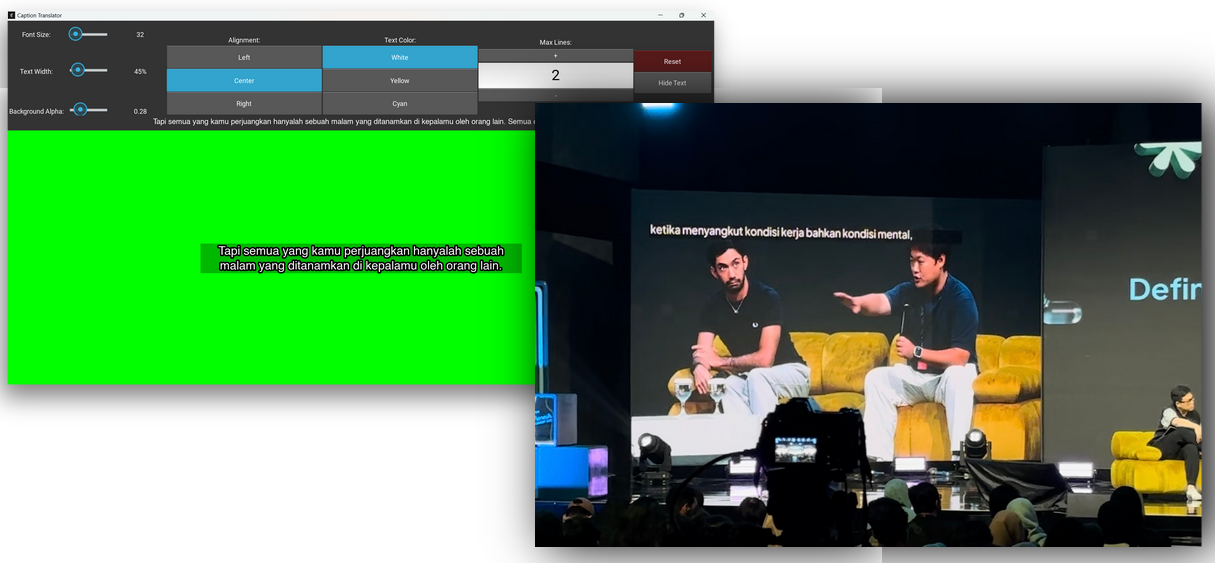 Caption Translator
Font Size:
32
Text Width:
45%
Background Alpha:
0.28
Alignment:
Left
Center
Right
Text Color:
White
Yellow
Cyan
Max Lines:
+
2
-
Reset
Hide Text
Tapi semua yang kamu perjuangkan hanyalah sebuah malam yang ditanamkan di kepalamu oleh orang lain. Semua
Tapi semua yang kamu perjuangkan hanyalah sebuah
malam yang ditanamkan di kepalamu oleh orang lain.
ketika menyangkut kondisi kerja bahkan kondisi mental,
Defin